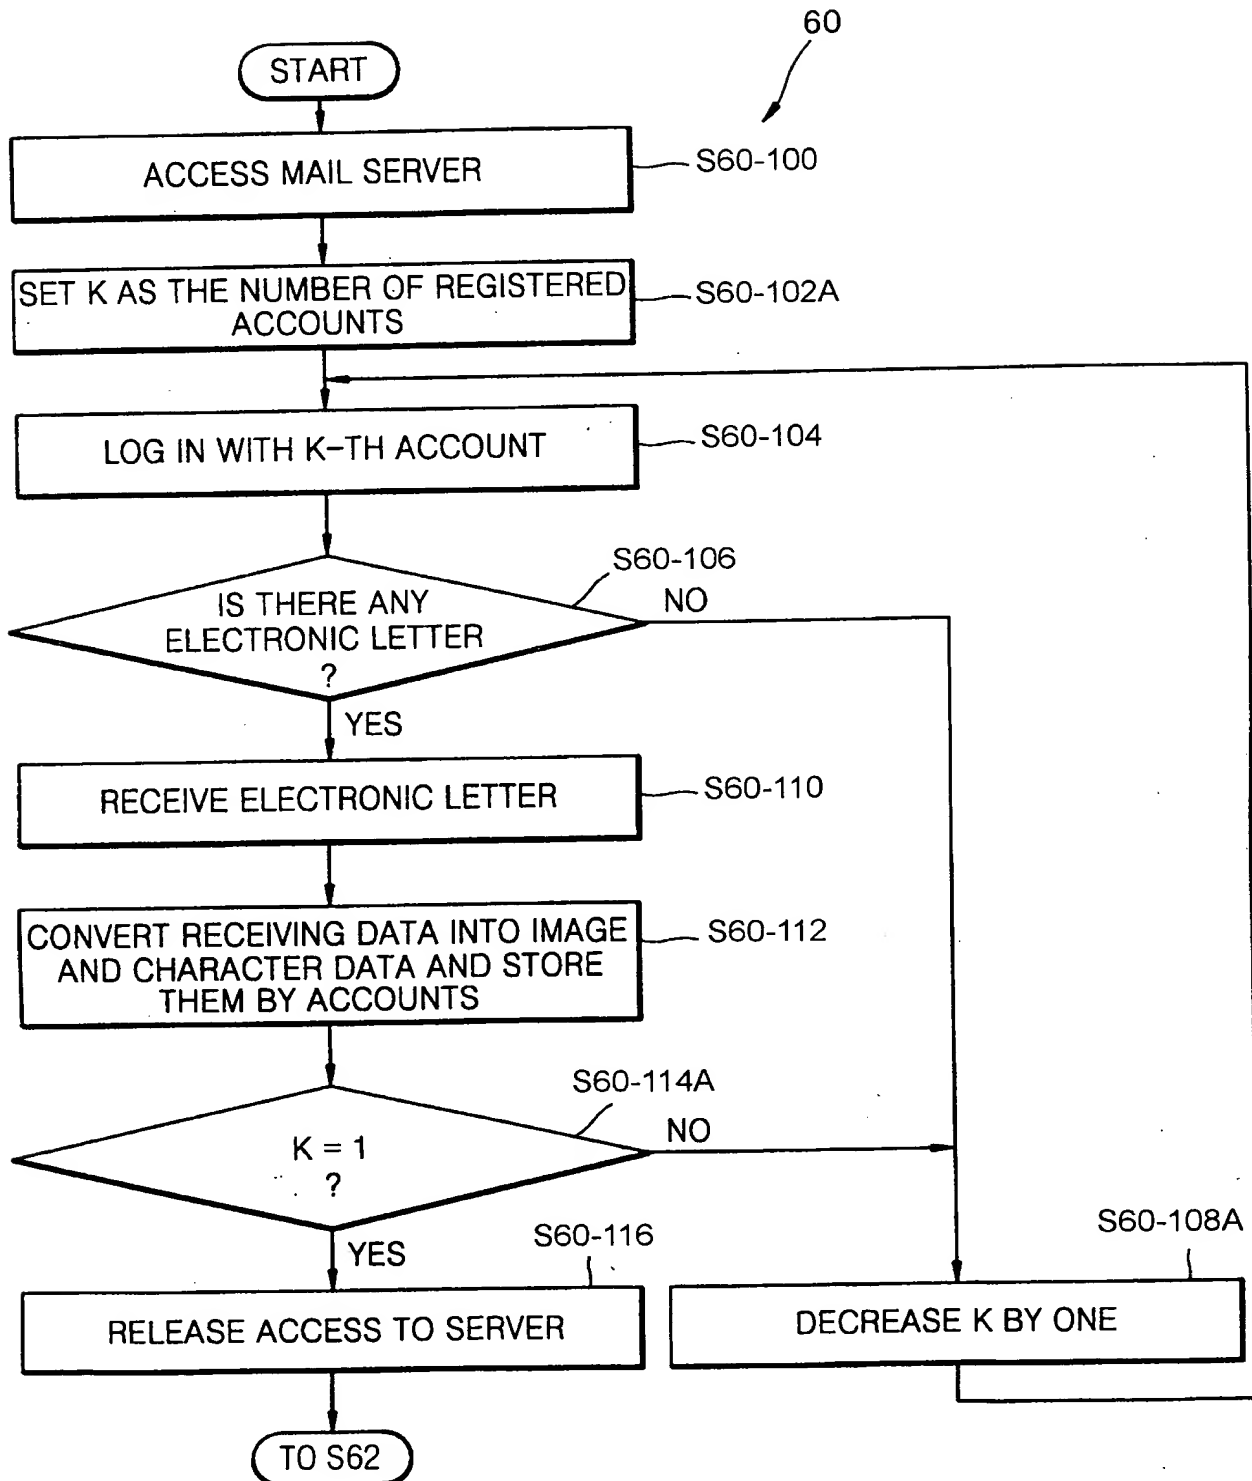 60
START
ACCESS MAIL SERVER
S60-100
SET K AS THE NUMBER OF REGISTERED
ACCOUNTS
S60-102A
LOG IN WITH K-TH ACCOUNT
S60-104
S60-106
IS THERE ANY
ELECTRONIC LETTER
?
NO
YES
RECEIVE ELECTRONIC LETTER
S60-110
CONVERT RECEIVING DATA INTO IMAGE
AND CHARACTER DATA AND STORE
THEM BY ACCOUNTS
S60-112
S60-114A
K = 1
?
NO
YES
S60-116
RELEASE ACCESS TO SERVER
S60-108A
DECREASE K BY ONE
TO S62